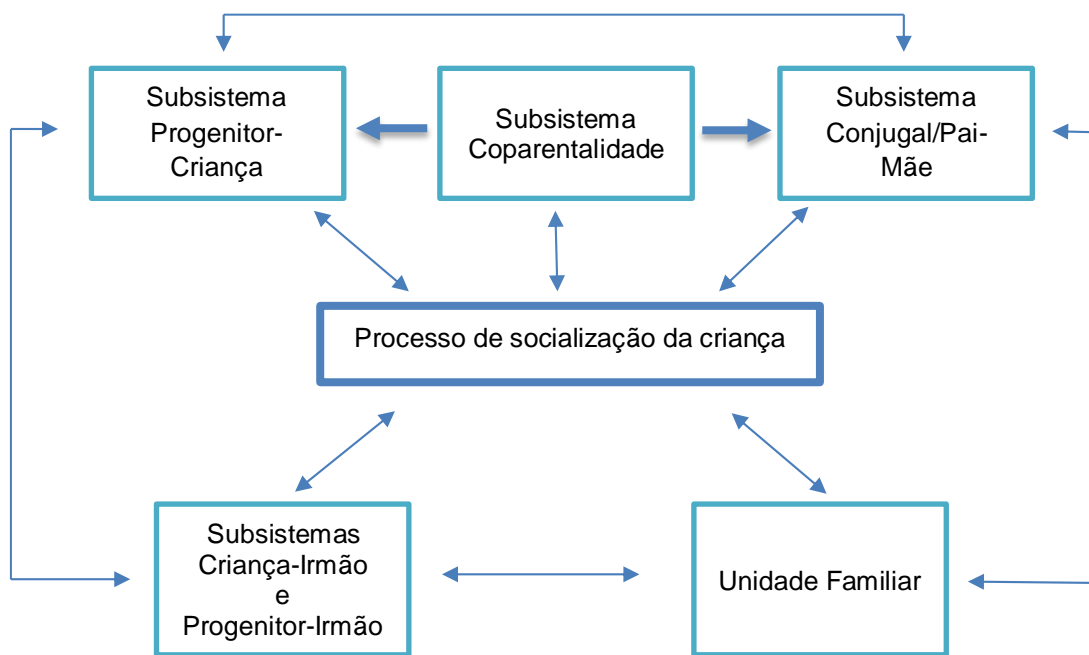 Subsistema
Progenitor-
Criança
Subsistema
Coparentalidade
Subsistema
Conjugal/Pai-
Mãe
Processo de socialização da criança
Subsistemas
Criança-Irmão
e
Progenitor-Irmão
Unidade Familiar